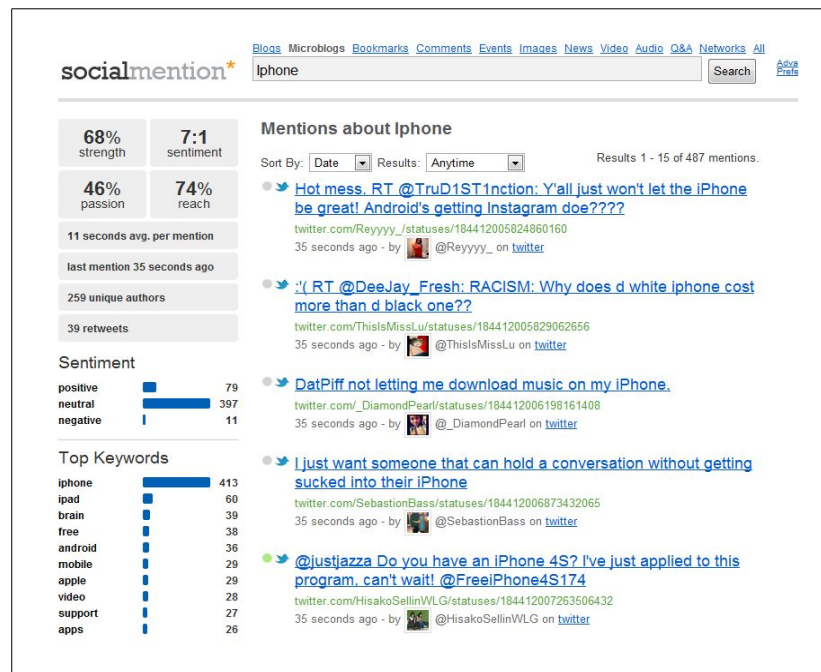 Blogs Microblogs Bookmarks Comments Events Images News Video Audio Q&A Networks All
socialmention*
Iphone
Search
Adva
Prefs
68%
strength
7:1
sentiment
46%
passion
74%
reach
11 seconds avg. per mention
last mention 35 seconds ago
259 unique authors
39 retweets
Sentiment
positive 79
neutral 397
negative 11
Top Keywords
iphone 413
ipad 60
brain 39
free 38
android 36
mobile 29
apple 29
video 28
support 27
apps 26
Mentions about Iphone
Sort By: Date Results: Anytime
Results 1 - 15 of 487 mentions.
Hot mess. RT @TruD1ST1nction: Y'all just won't let the iPhone
be great! Android's getting Instagram doe????
twitter.com/Reyyyy_/statuses/184412005824860160
35 seconds ago - by @Reyyyy_ on twitter
:'( RT @DeeJay_Fresh: RACISM: Why does d white iphone cost
more than d black one??
twitter.com/ThisIsMissLu/statuses/184412005829062656
35 seconds ago - by @ThisIsMissLu on twitter
DatPiff not letting me download music on my iPhone.
twitter.com/_DiamondPearl/statuses/184412006198161408
35 seconds ago - by @_DiamondPearl on twitter
I just want someone that can hold a conversation without getting
sucked into their iPhone
twitter.com/SebastionBass/statuses/184412006873432065
35 seconds ago - by @SebastionBass on twitter
@justjazza Do you have an iPhone 4S? I've just applied to this
program, can't wait! @FreeiPhone4S174
twitter.com/HisakoSellinWLG/statuses/184412007263506432
35 seconds ago - by @HisakoSellinWLG on twitter